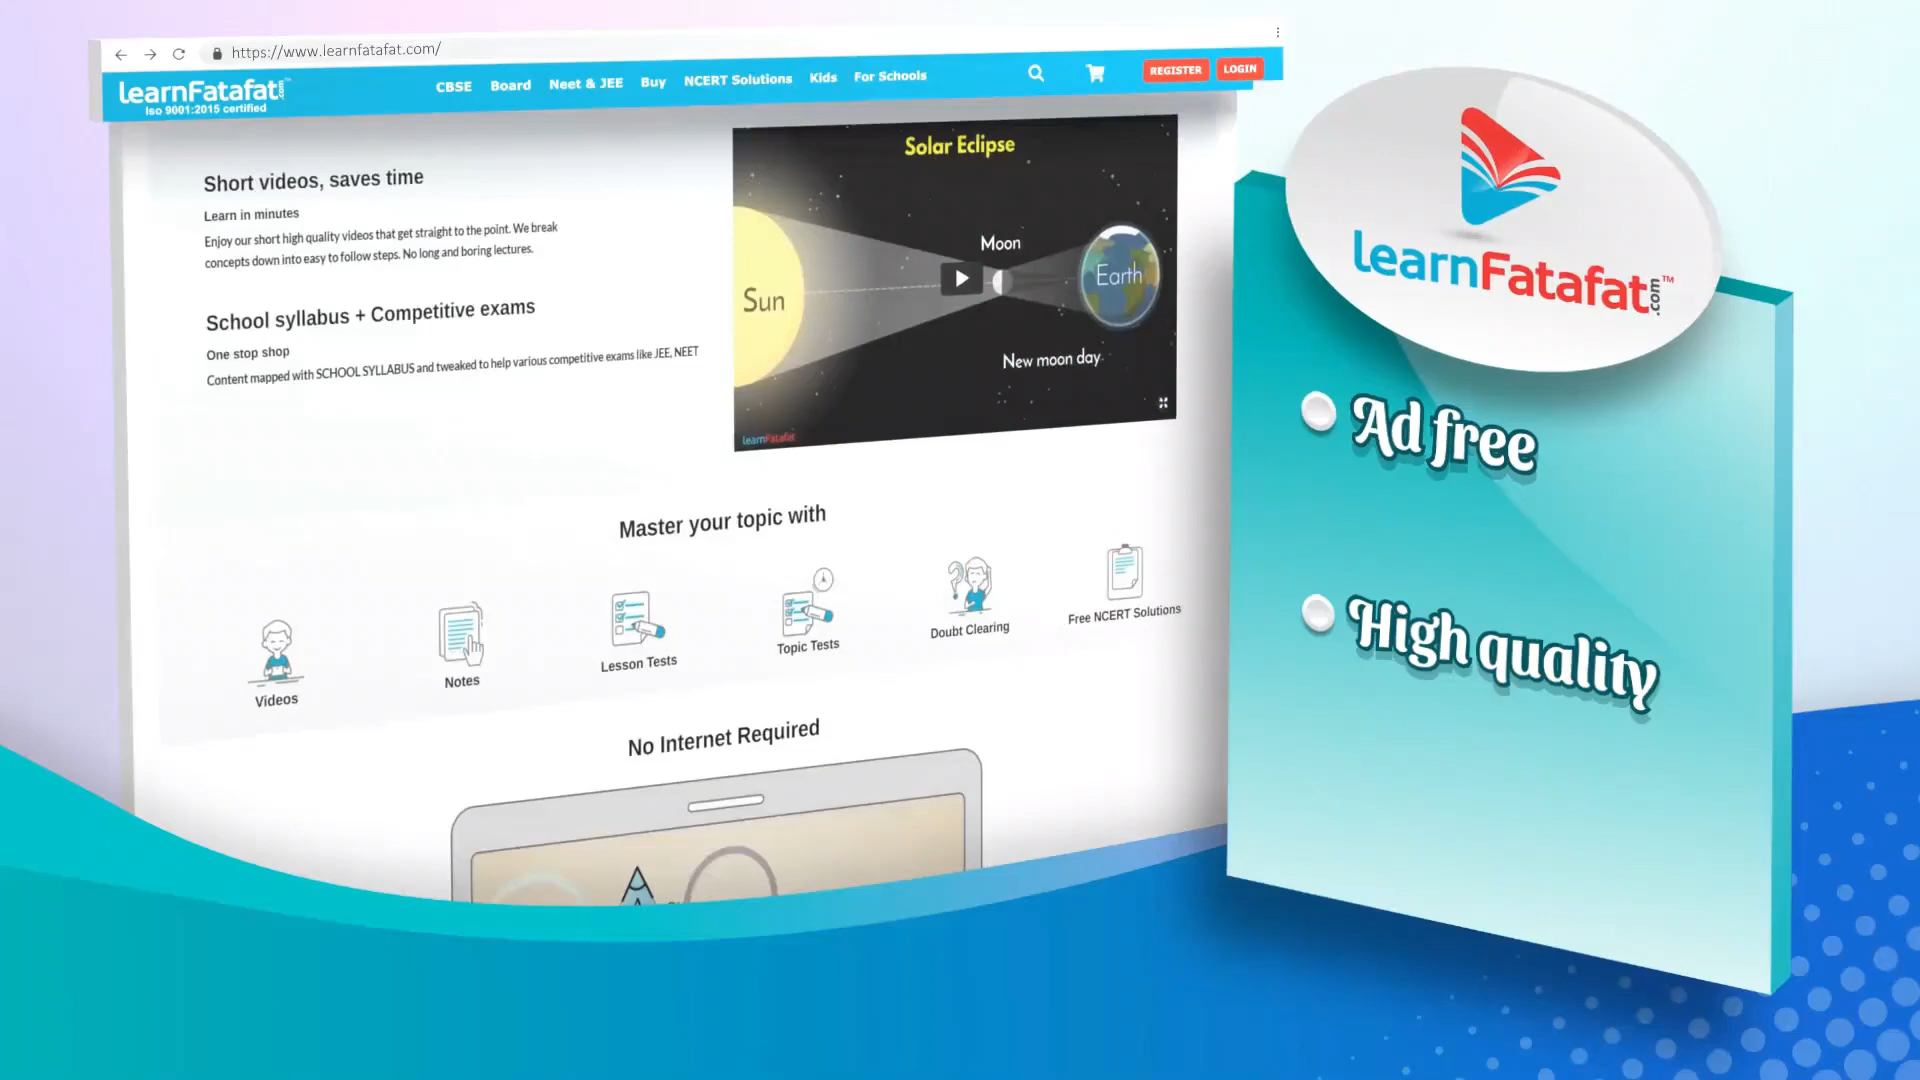 https://www.learnfatafat.com/
learnFatafat.com™
Iso 9001:2015 certified
CBSE Board Neet & JEE Buy NCERT Solutions Kids For Schools REGISTER LOGIN
Short videos, saves time
Learn in minutes
Enjoy our short high quality videos that get straight to the point. We break
concepts down into easy to follow steps. No long and boring lectures.
School syllabus + Competitive exams
One stop shop
Content mapped with SCHOOL SYLLABUS and tweaked to help various competitive exams like JEE, NEET
Solar Eclipse
Moon
Sun
Earth
New moon day
learnFatafat
Master your topic with
Videos
Notes
Lesson Tests
Topic Tests
Doubt Clearing
Free NCERT Solutions
No Internet Required
learnFatafat.com™
Ad free
High quality